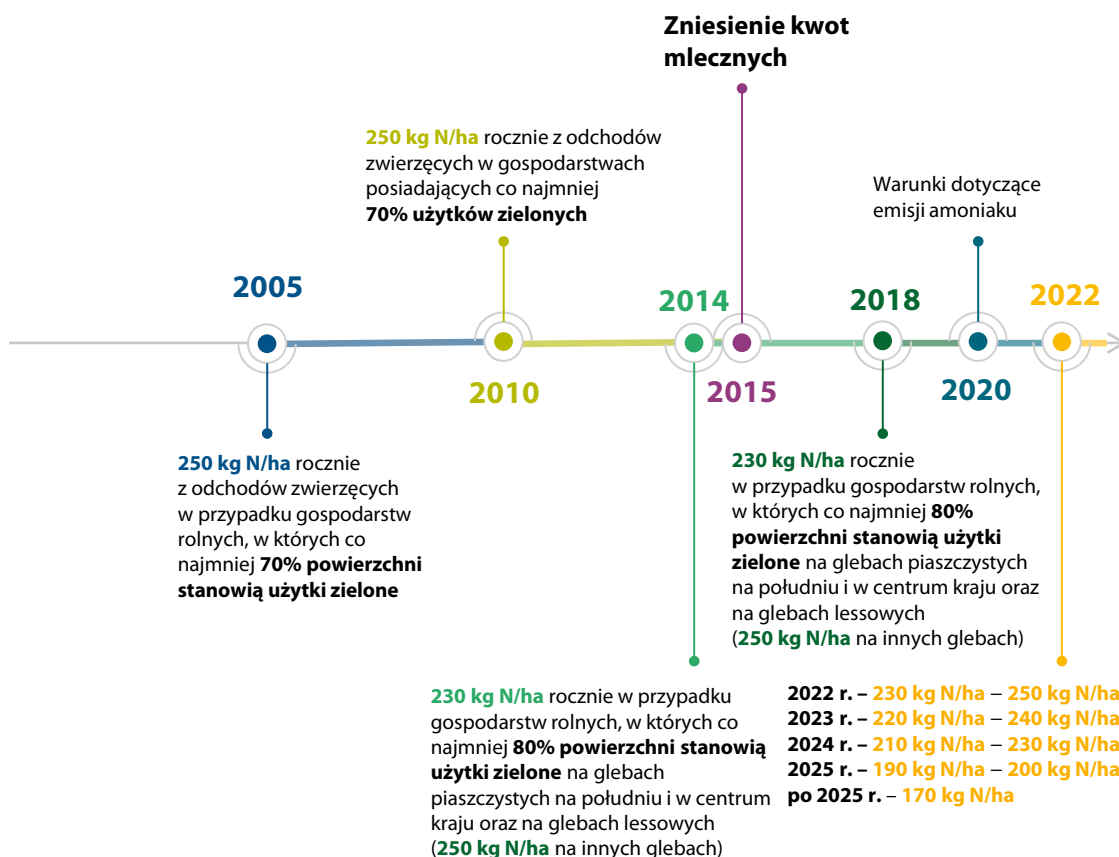 Zniesienie kwot
mlecznych
250 kg N/ha rocznie z odchodów
zwierzęcych w gospodarstwach
posiadających co najmniej
70% użytków zielonych
Warunki dotyczące
emisji amoniaku
2005
2010
2014
2015
2018
2020
2022
250 kg N/ha rocznie
z odchodów zwierzęcych
w przypadku gospodarstw
rolnych, w których co
najmniej 70% powierzchni
stanowią użytki zielone
230 kg N/ha rocznie w przypadku
gospodarstw rolnych, w których co
najmniej 80% powierzchni stanowią
użytki zielone na glebach
piaszczystych na południu i w centrum
kraju oraz na glebach lessowych
(250 kg N/ha na innych glebach)
230 kg N/ha rocznie
w przypadku gospodarstw rolnych,
w których co najmniej 80%
powierzchni stanowią użytki
zielone na glebach piaszczystych
na południu i w centrum kraju oraz
na glebach lessowych
(250 kg N/ha na innych glebach)
2022 r. – 230 kg N/ha – 250 kg N/ha
2023 r. – 220 kg N/ha – 240 kg N/ha
2024 r. – 210 kg N/ha – 230 kg N/ha
2025 r. – 190 kg N/ha – 200 kg N/ha
po 2025 r. – 170 kg N/ha